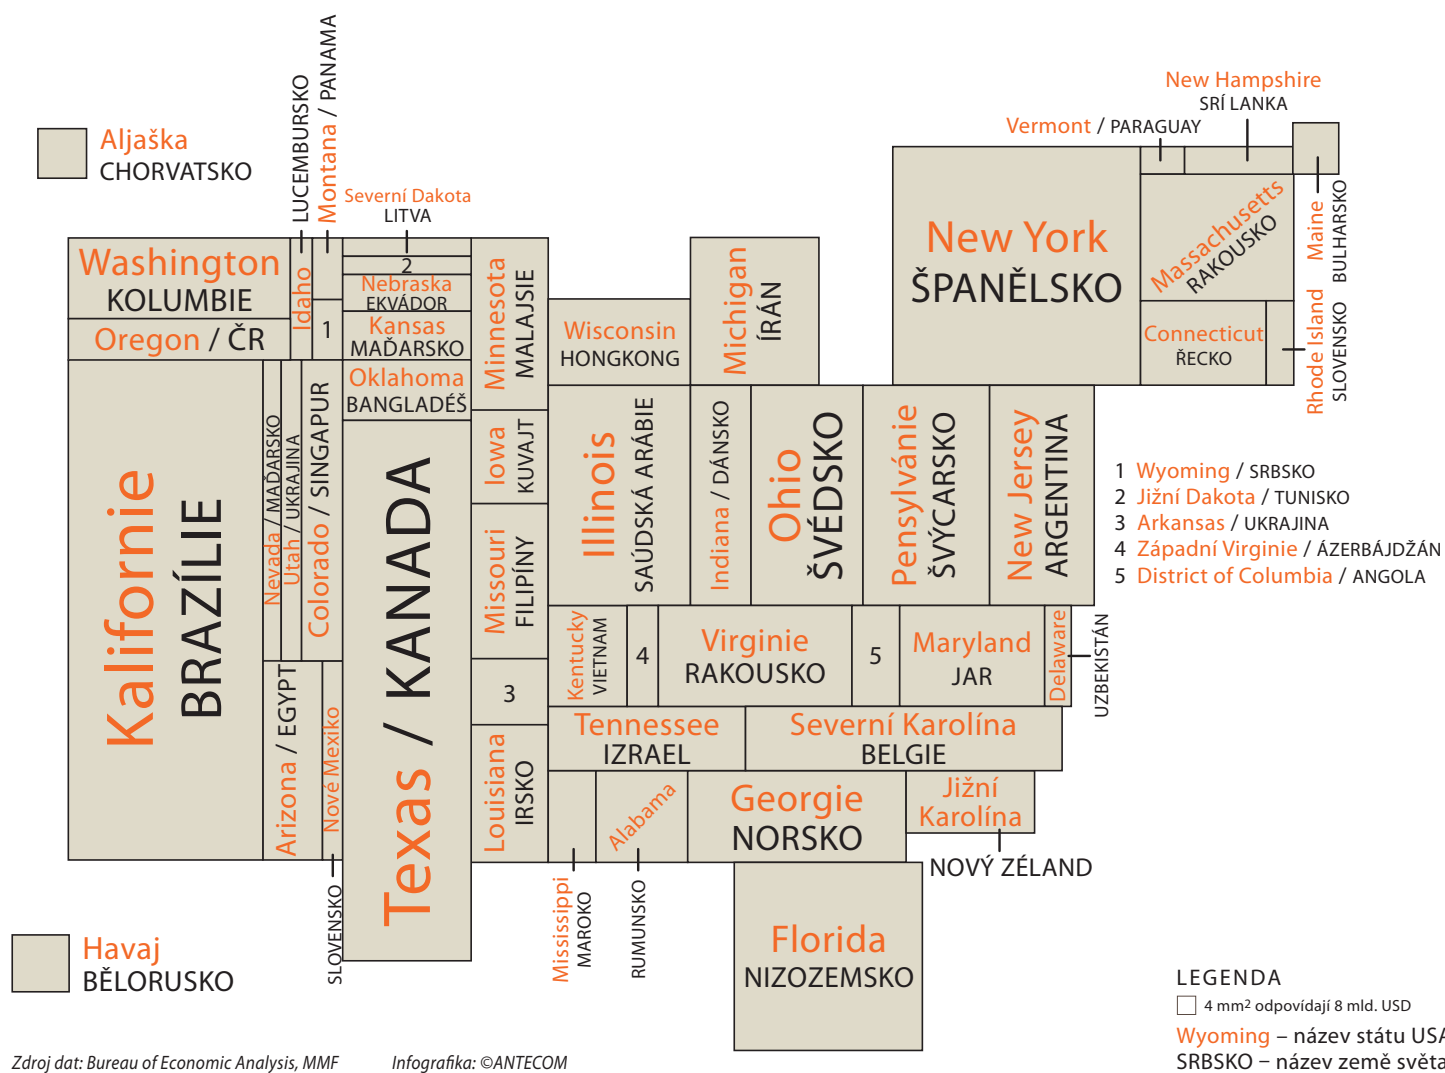 Aljaška
CHORVATSKO
LUCEMBURSKO
Montana / PANAMA
Severní Dakota
LITVA
New Hampshire
SRÍ LANKA
Vermont / PARAGUAY
Washington
KOLUMBIE
Idaho
2
Nebraska
EKVÁDOR
Minnesota
MALAJSIE
Michigan
ÍRÁN
New York
ŠPANĚLSKO
Massachusetts
RAKOUSKO
Maine
BULHARSKO
Oregon / ČR
1
Kansas
MAĎARSKO
Wisconsin
HONGKONG
Connecticut
ŘECKO
Rhode Island
SLOVENSKO
Oklahoma
BANGLADÉŠ
Kalifornie
BRAZÍLIE
Nevada / MAĎARSKO
Utah / UKRAJINA
Colorado / SINGAPUR
Texas / KANADA
Iowa
KUVAJT
Illinois
SAÚDSKÁ ARÁBIE
Indiana / DÁNSKO
Ohio
ŠVÉDSKO
Pensylvánie
ŠVÝCARSKO
New Jersey
ARGENTINA
1 Wyoming / SRBSKO
2 Jižní Dakota / TUNISKO
3 Arkansas / UKRAJINA
4 Západní Virginie / ÁZERBÁJDŽÁN
5 District of Columbia / ANGOLA
Missouri
FILIPÍNY
Kentucky
VIETNAM
4
Virginie
RAKOUSKO
5
Maryland
JAR
Delaware
UZBEKISTÁN
Arizona / EGYPT
Nové Mexiko
SLOVENSKO
3
Tennessee
IZRAEL
Severní Karolína
BELGIE
Louisiana
IRSKO
Mississippi
MAROKO
Alabama
RUMUNSKO
Georgie
NORSKO
Jižní
Karolína
NOVÝ ZÉLAND
Florida
NIZOZEMSKO
Havaj
BĚLORUSKO
LEGENDA
4 mm² odpovídají 8 mld. USD
Wyoming – název státu USA
SRBSKO – název země světa
Zdroj dat: Bureau of Economic Analysis, MMF
Infografika: ©ANTECOM